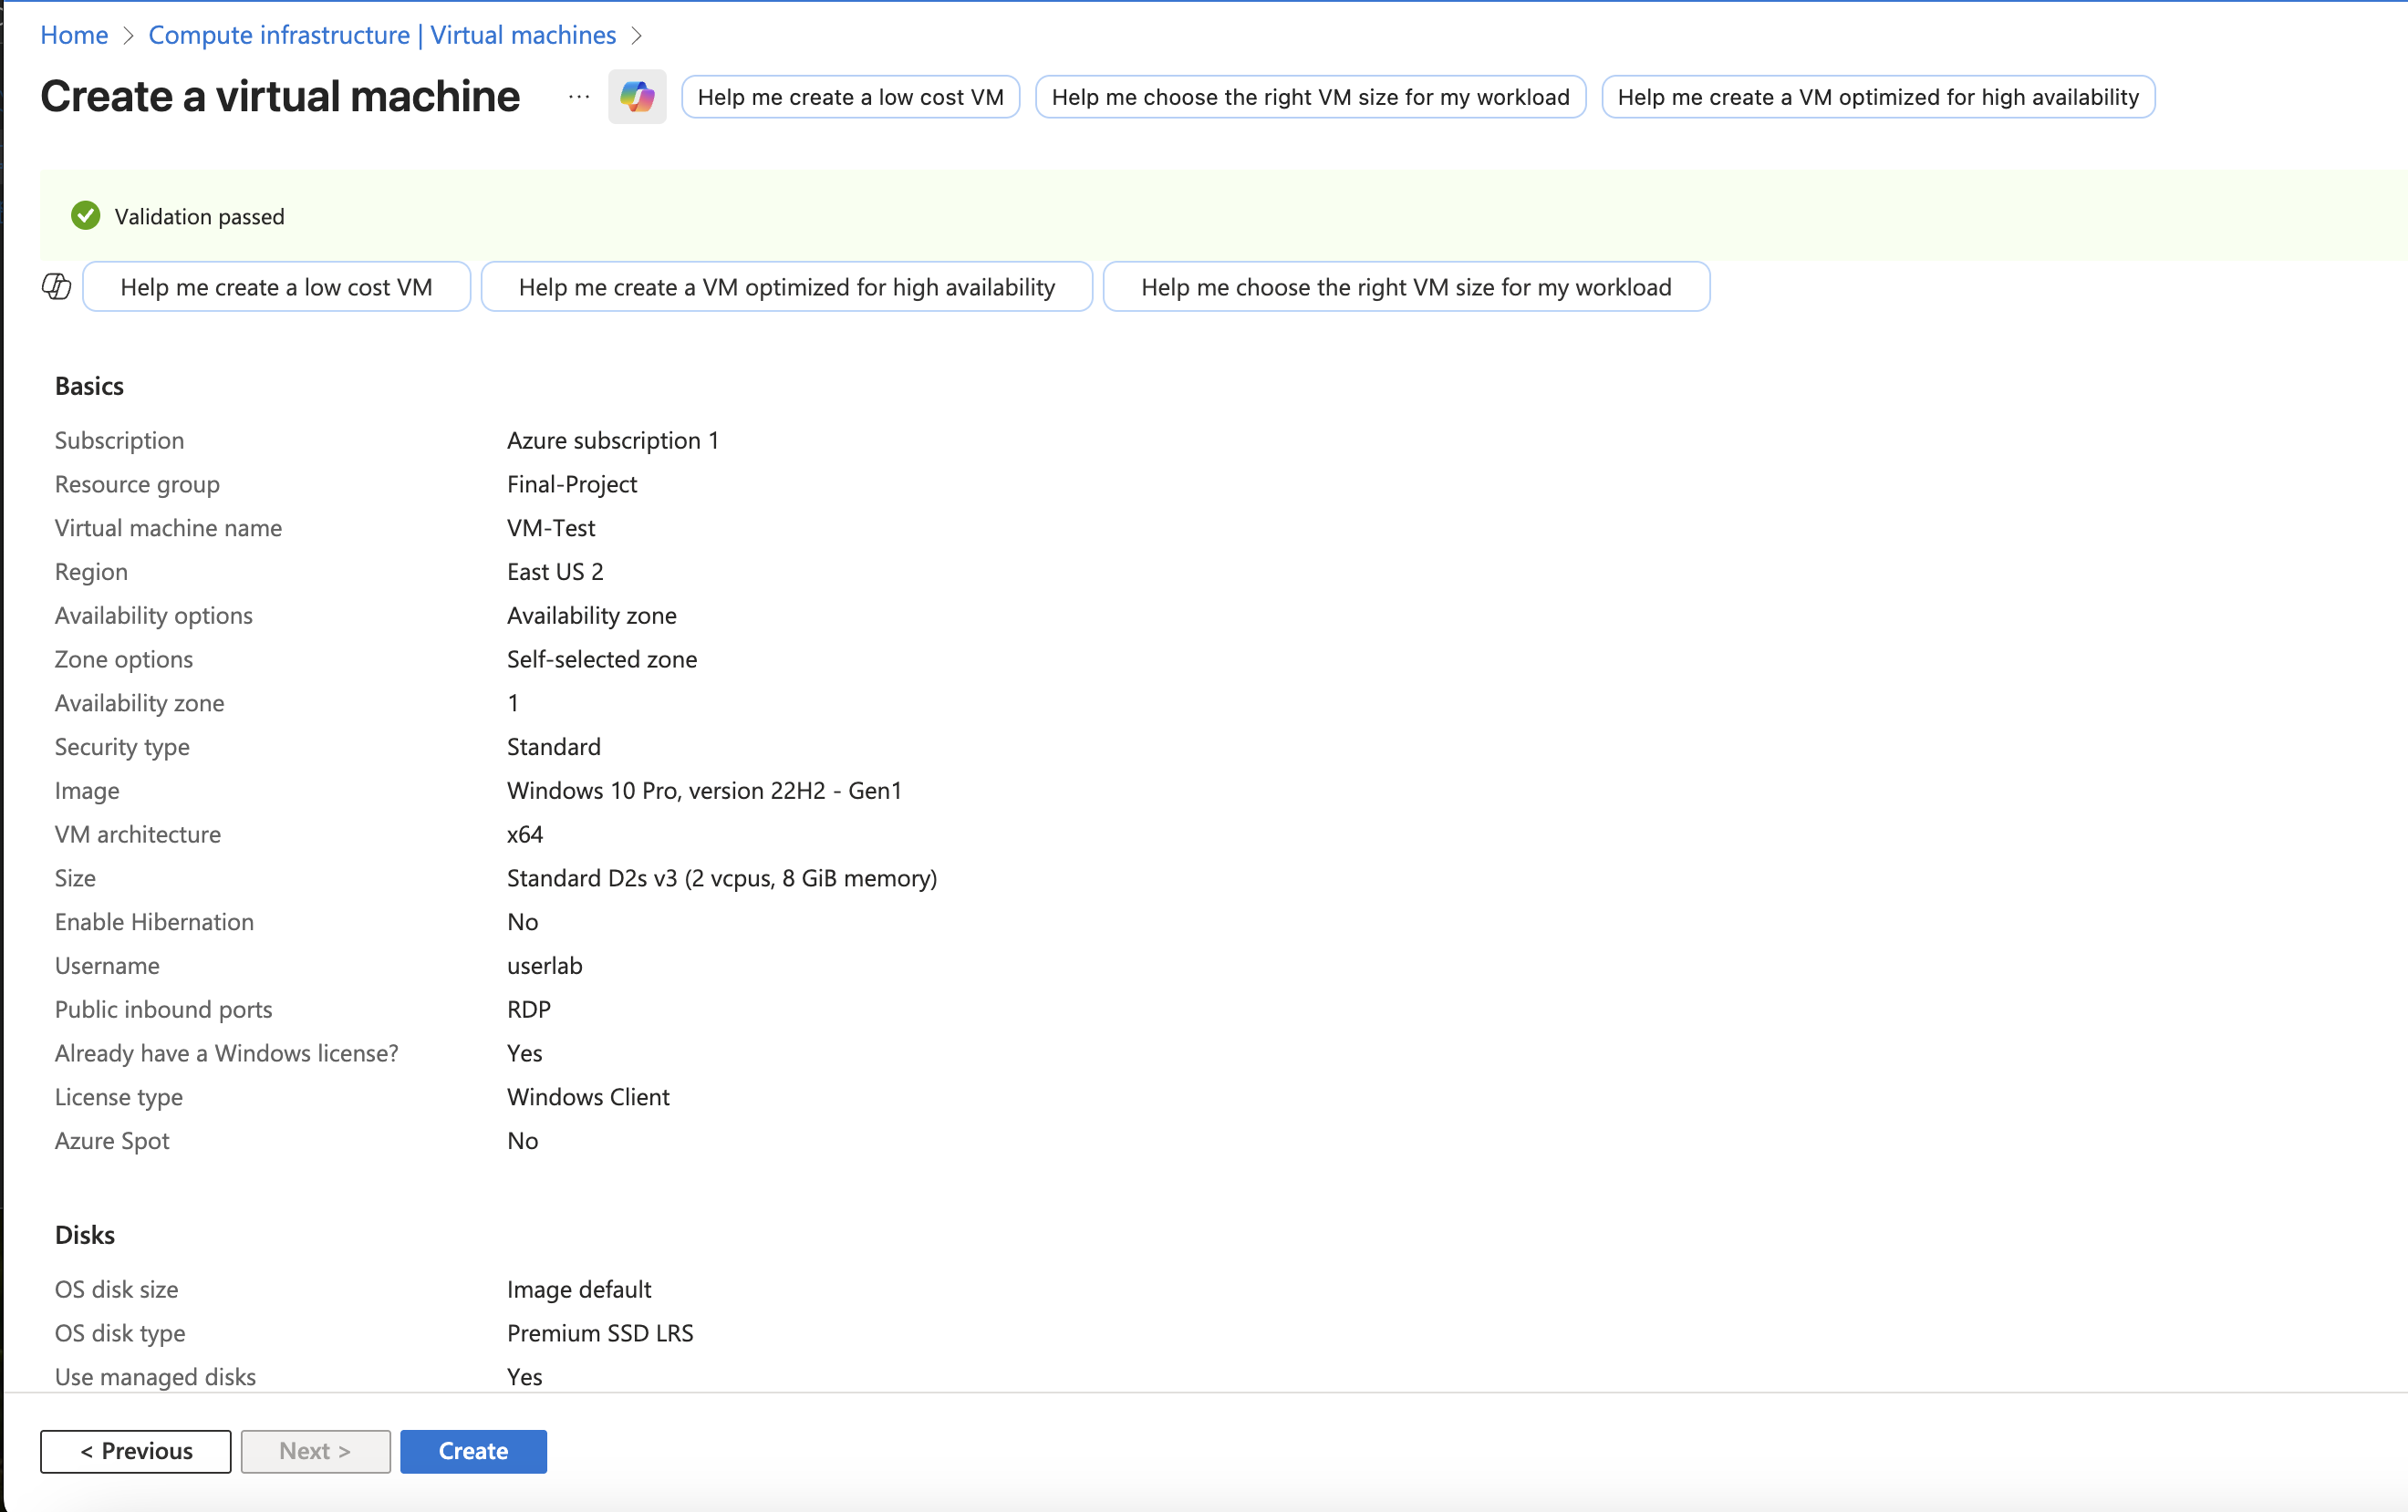 Home > Compute infrastructure | Virtual machines >
Create a virtual machine ... Help me create a low cost VM Help me choose the right VM size for my workload Help me create a VM optimized for high availability
Validation passed
Help me create a low cost VM Help me create a VM optimized for high availability Help me choose the right VM size for my workload
Basics
Subscription Azure subscription 1
Resource group Final-Project
Virtual machine name VM-Test
Region East US 2
Availability options Availability zone
Zone options Self-selected zone
Availability zone 1
Security type Standard
Image Windows 10 Pro, version 22H2 - Gen1
VM architecture x64
Size Standard D2s v3 (2 vcpus, 8 GiB memory)
Enable Hibernation No
Username userlab
Public inbound ports RDP
Already have a Windows license? Yes
License type Windows Client
Azure Spot No
Disks
OS disk size Image default
OS disk type Premium SSD LRS
Use managed disks Yes
< Previous Next > Create